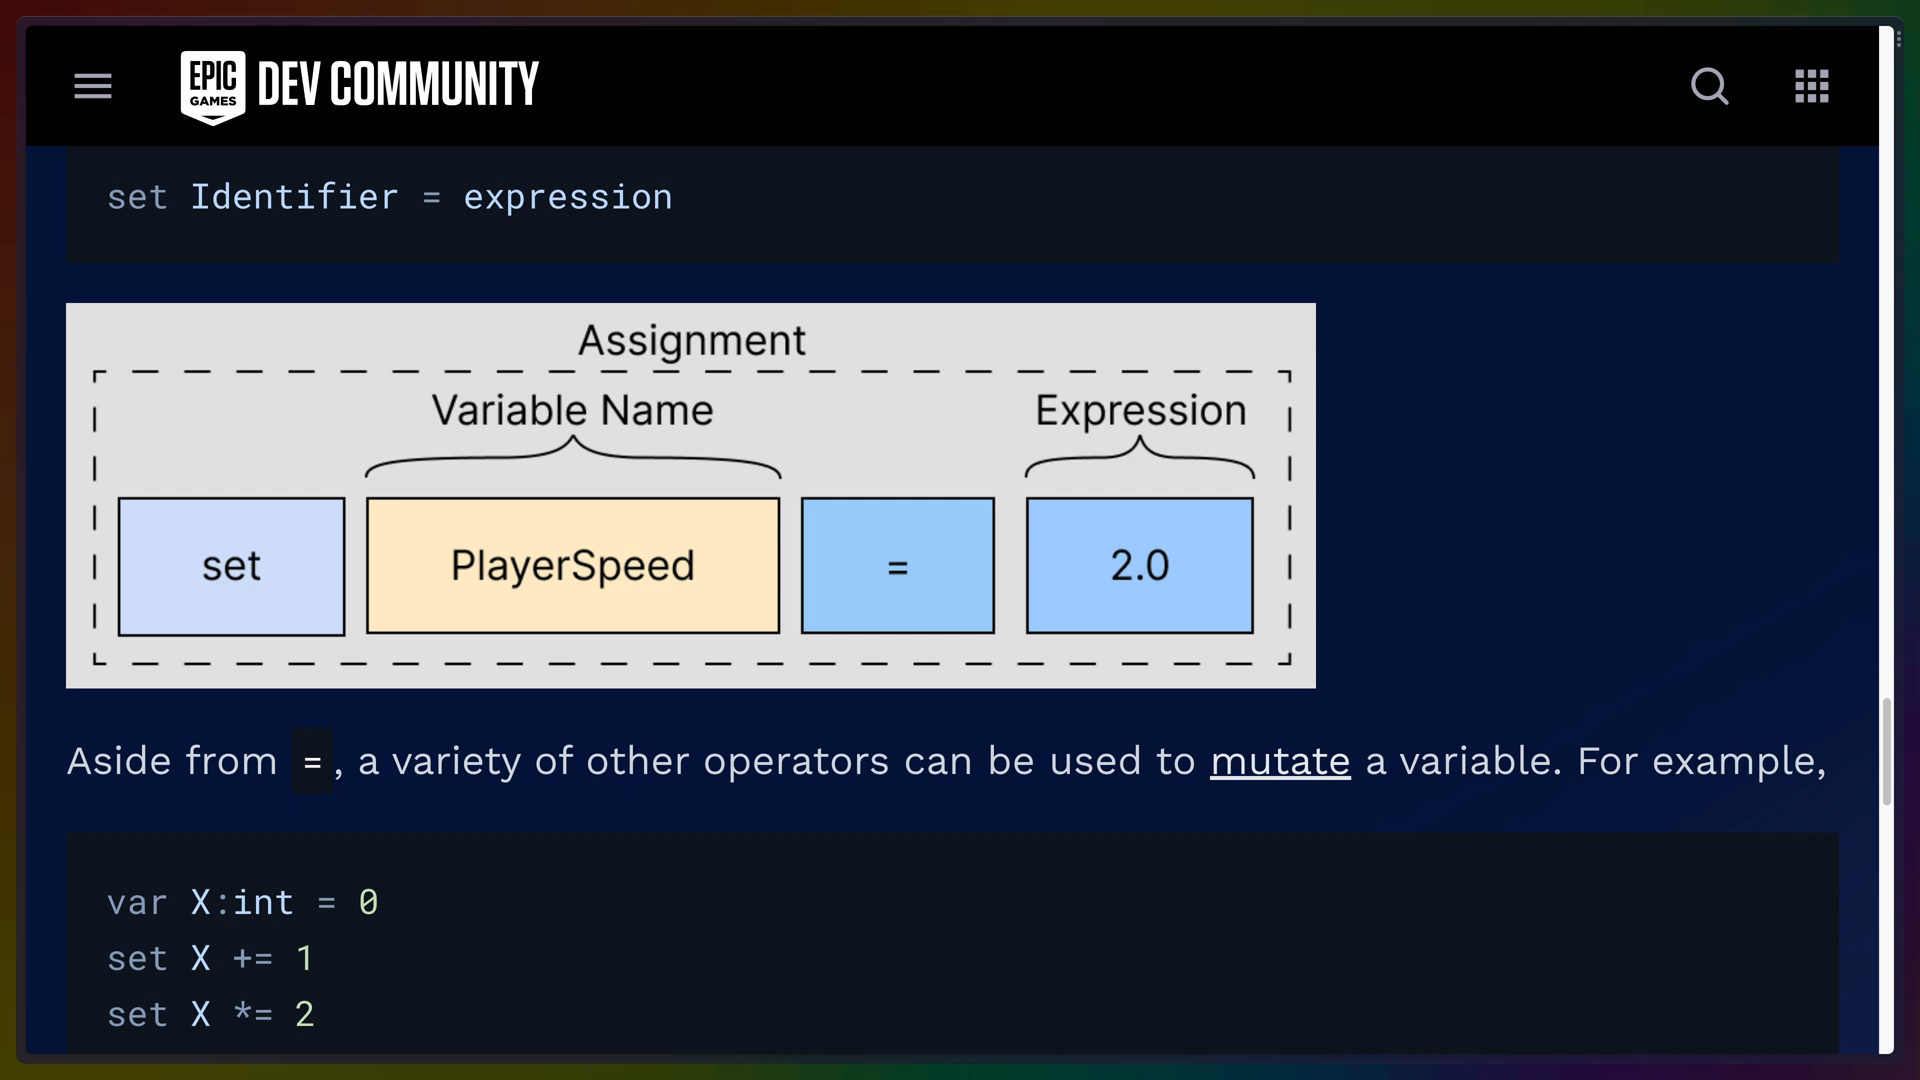 EPIC GAMES DEV COMMUNITY
set Identifier = expression
Assignment
Variable Name Expression
set PlayerSpeed = 2.0
Aside from =, a variety of other operators can be used to mutate a variable. For example,
var X:int = 0
set X += 1
set X *= 2